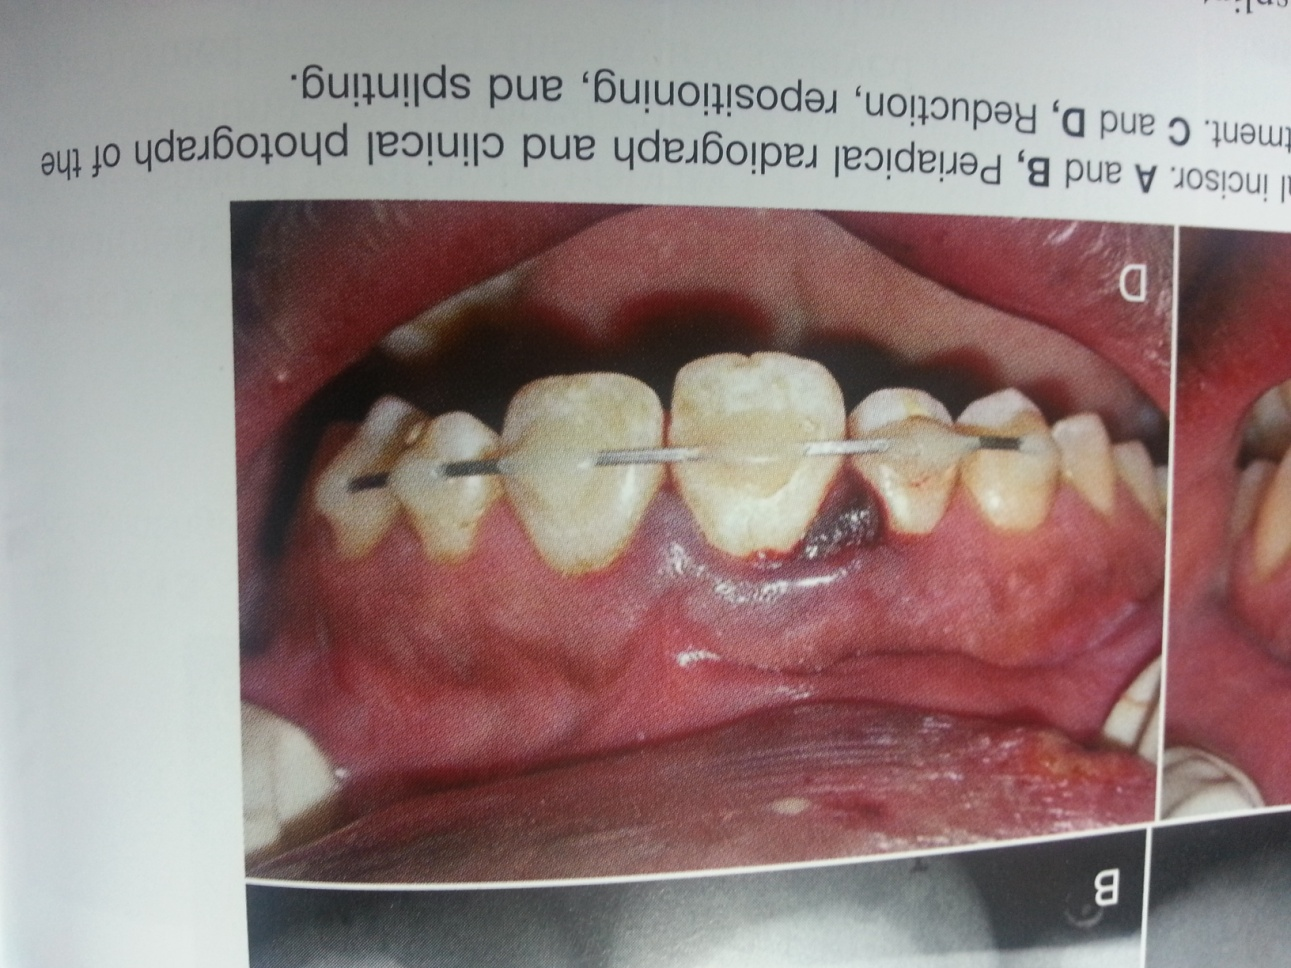 B
D
l incisor. A and B, Periapical radiograph and clinical photograph of the
tment. C and D, Reduction, repositioning, and splinting.